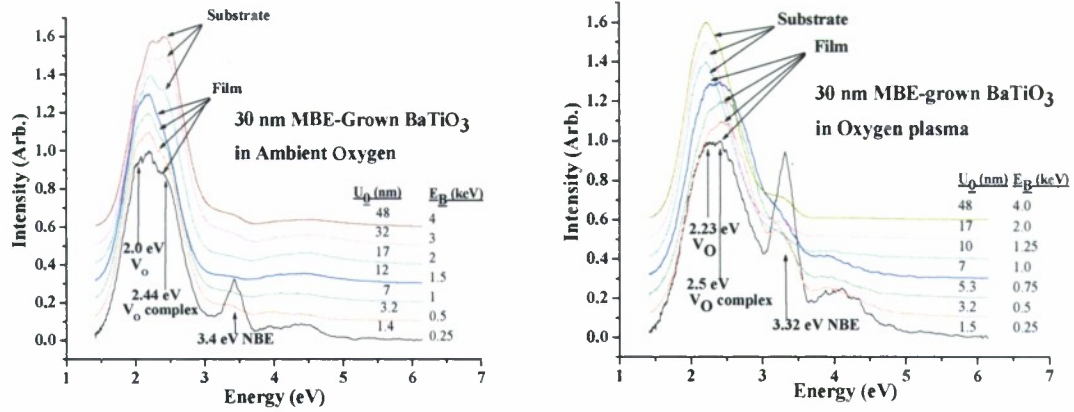 Substrate
Film
30 nm MBE-Grown BaTiO3
in Ambient Oxygen
U0 (nm) EB (keV)
48 4
32 3
17 2
12 1.5
7 1
3.2 0.5
1.4 0.25
2.0 eV
VO
2.44 eV
VO complex
3.4 eV NBE
Intensity (Arb.)
1.6
1.4
1.2
1.0
0.8
0.6
0.4
0.2
0.0
1 2 3 4 5 6 7
Energy (eV)
Substrate
Film
30 nm MBE-grown BaTiO3
in Oxygen plasma
U0 (nm) EB (keV)
48 4.0
17 2.0
10 1.25
7 1.0
5.3 0.75
3.2 0.5
1.5 0.25
2.23 eV
VO
2.5 eV
VO complex
3.32 eV NBE
Intensity (Arb.)
1.6
1.4
1.2
1.0
0.8
0.6
0.4
0.2
0.0
1 2 3 4 5 6 7
Energy (eV)